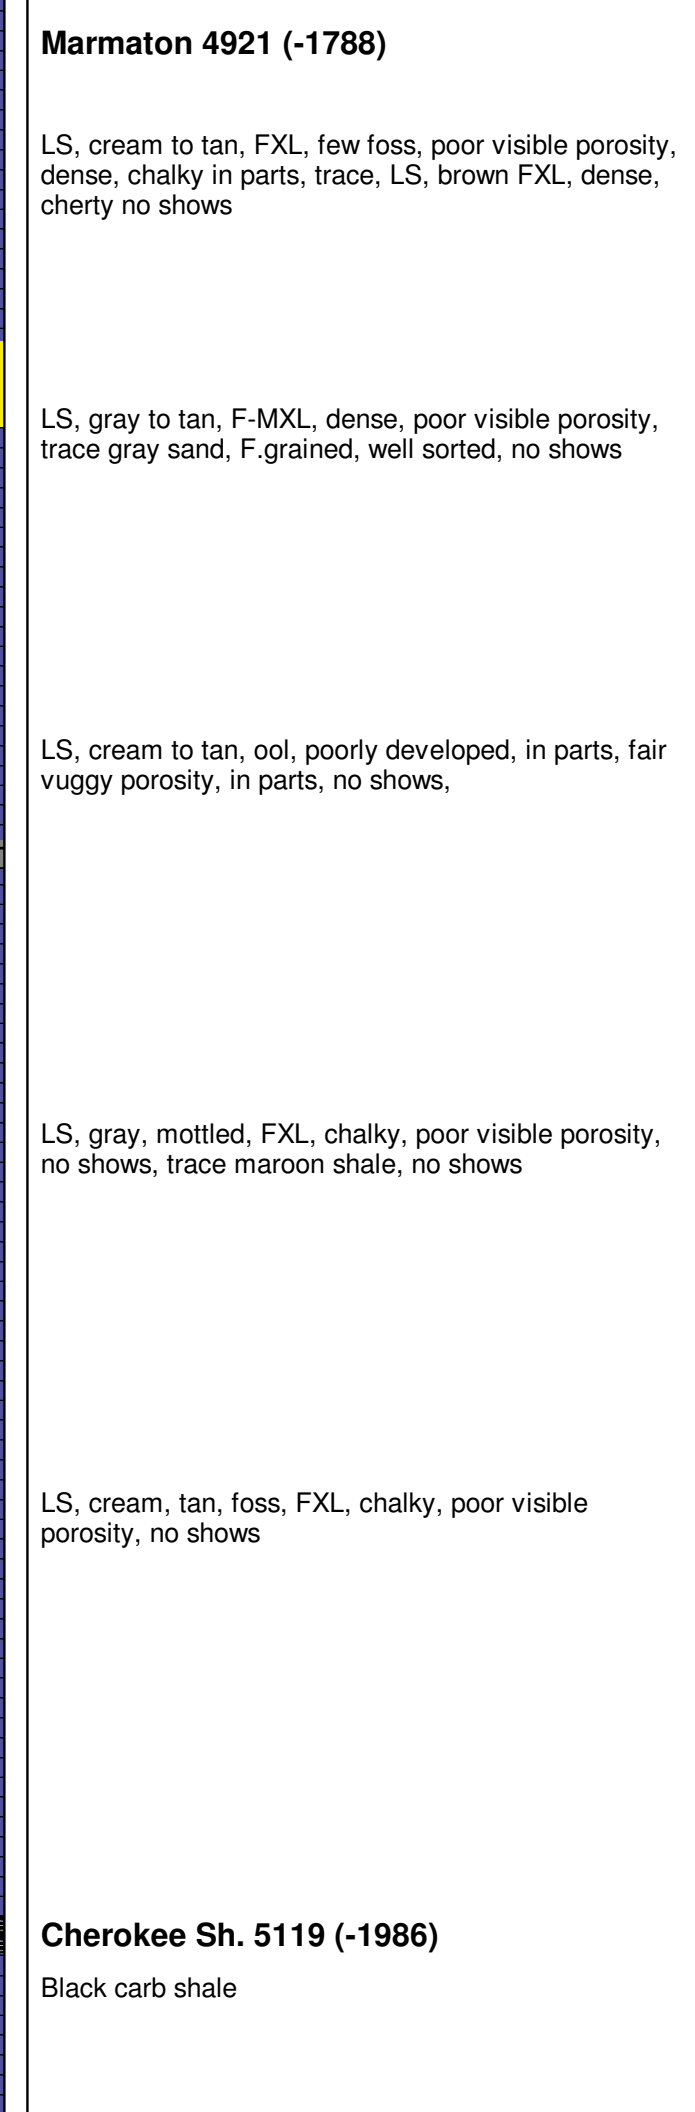 Marmaton 4921 (-1788)
LS, cream to tan, FXL, few foss, poor visible porosity,
dense, chalky in parts, trace, LS, brown FXL, dense,
cherty no shows
LS, gray to tan, F-MXL, dense, poor visible porosity,
trace gray sand, F.grained, well sorted, no shows
LS, cream to tan, ool, poorly developed, in parts, fair
vuggy porosity, in parts, no shows,
LS, gray, mottled, FXL, chalky, poor visible porosity,
no shows, trace maroon shale, no shows
LS, cream, tan, foss, FXL, chalky, poor visible
porosity, no shows
Cherokee Sh. 5119 (-1986)
Black carb shale